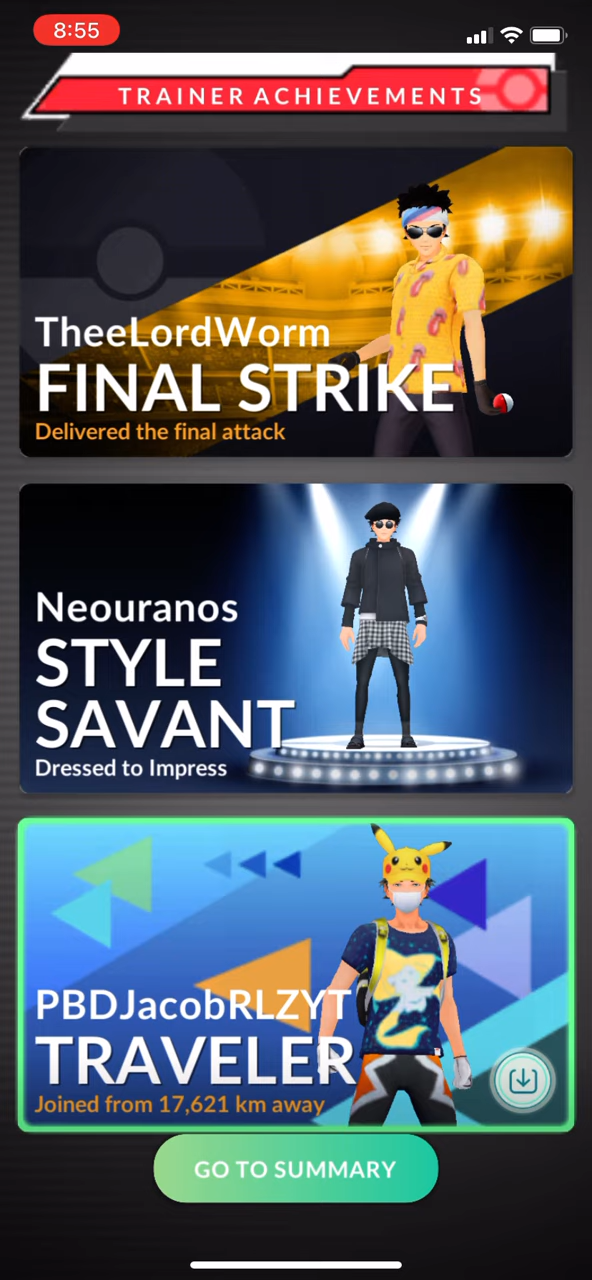 8:55
TRAINER ACHIEVEMENTS
TheeLordWorm
FINAL STRIKE
Delivered the final attack
Neouranos
STYLE
SAVANT
Dressed to Impress
PBDJacobRLZYT
TRAVELER
Joined from 17,621 km away
GO TO SUMMARY